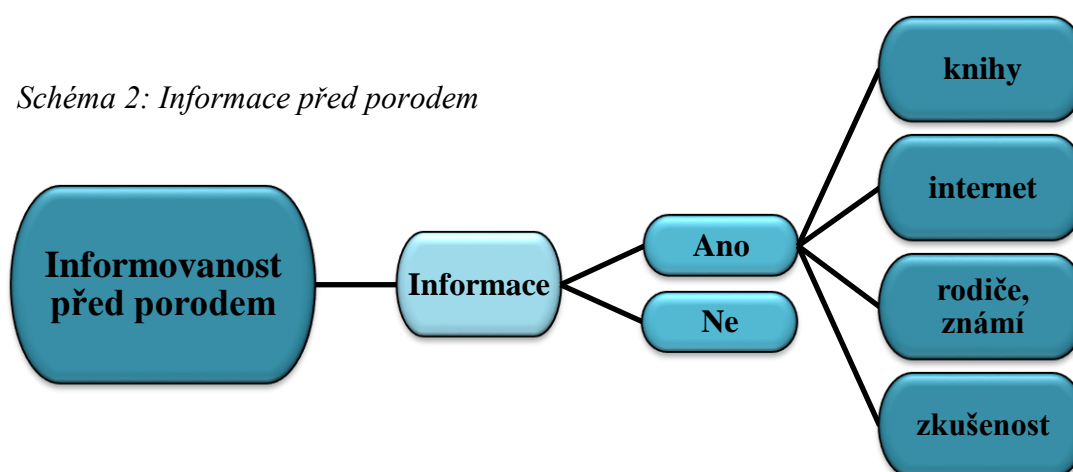 Schéma 2: Informace před porodem
Informovanost
před porodem
Informace
Ano
Ne
knihy
internet
rodiče,
známí
zkušenost